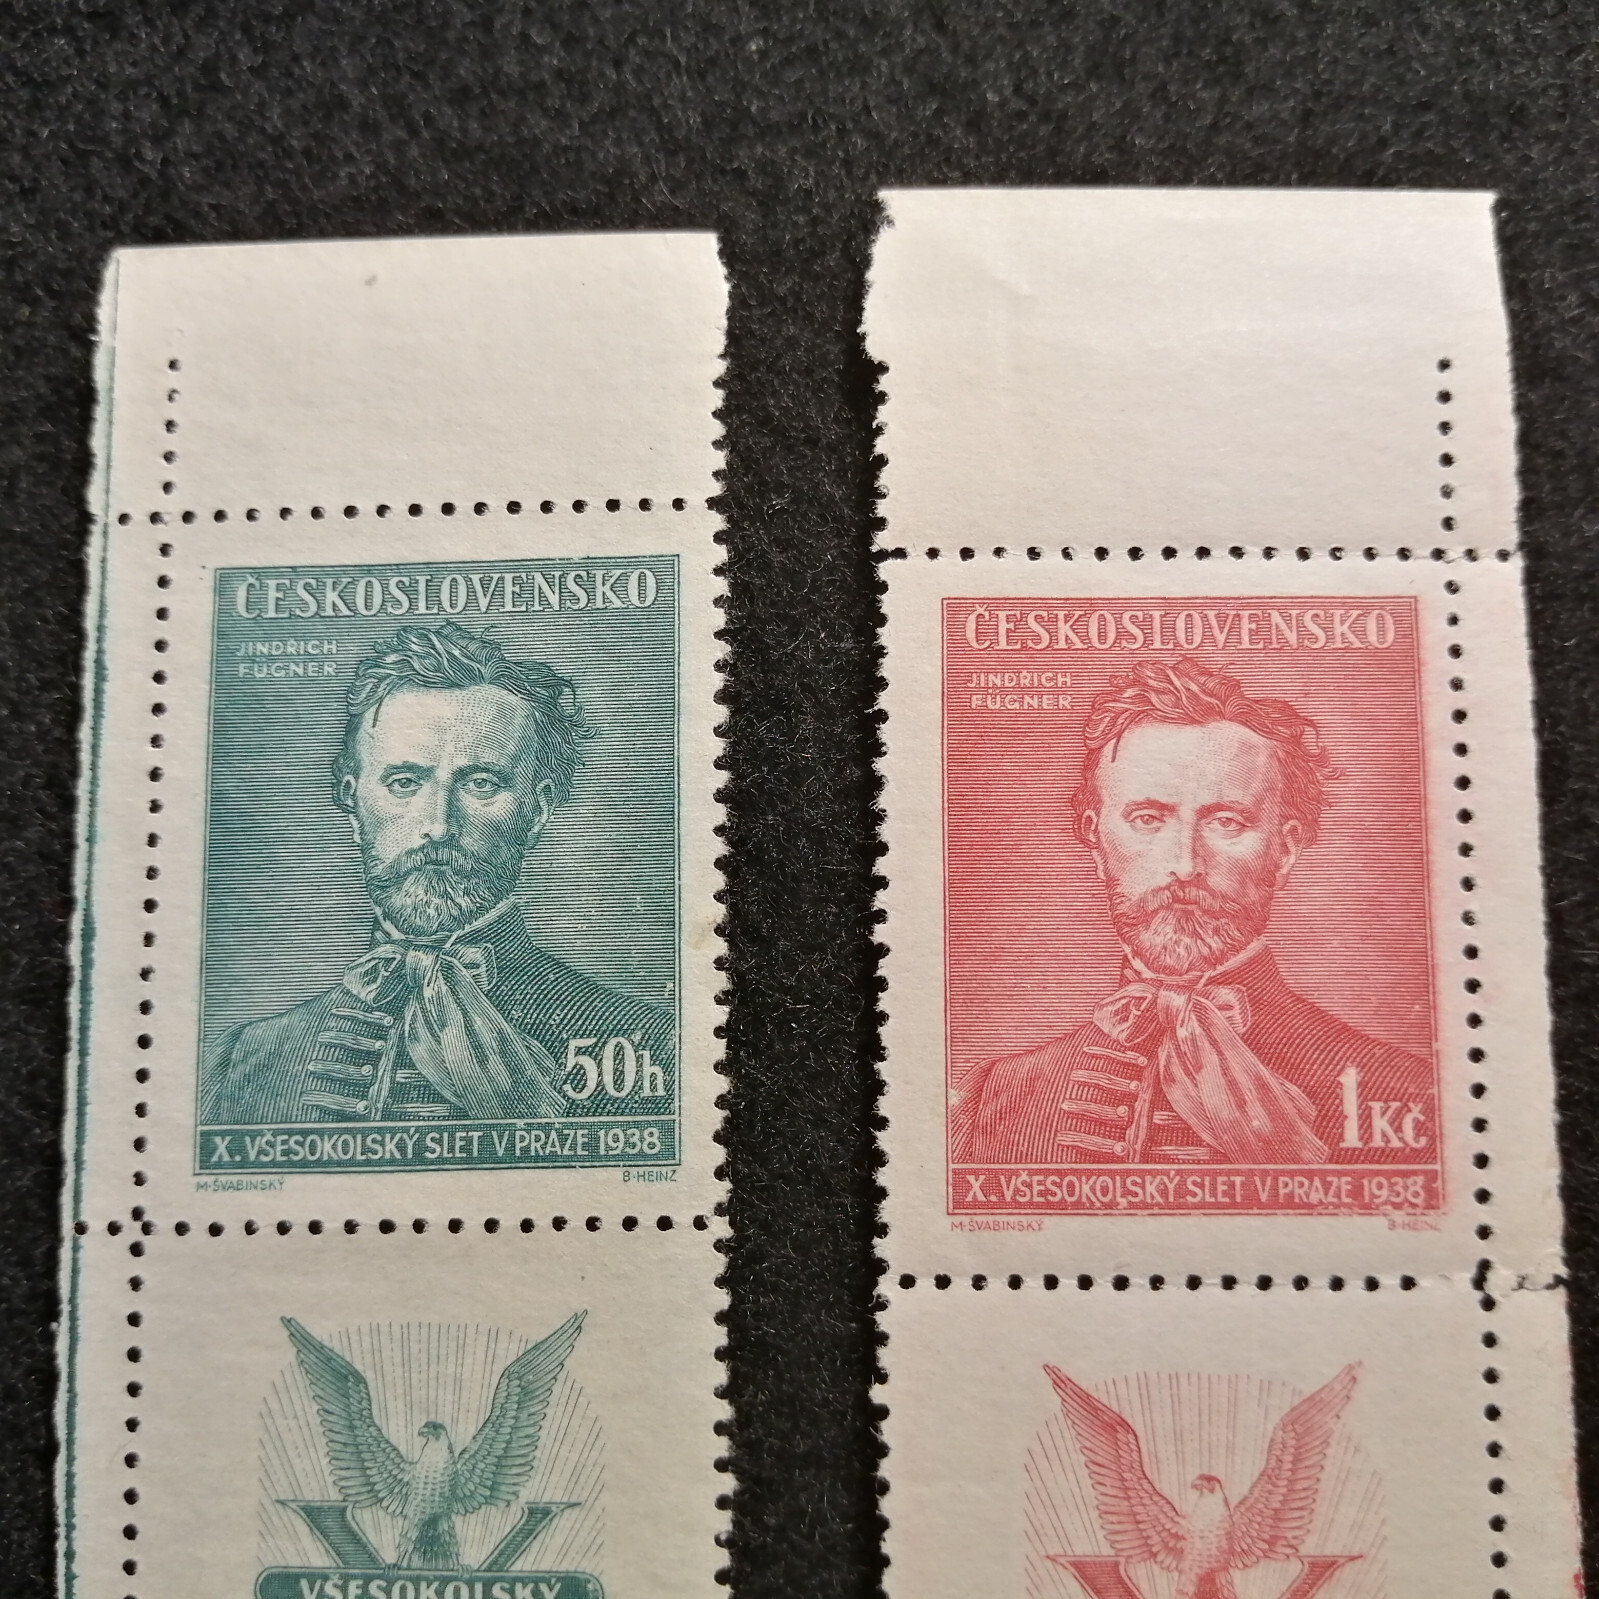 ČESKOSLOVENSKO
JINDŘICH
FÜGNER
50h
X. VŠESOKOLSKÝ SLET V PRAZE 1938
M·ŠVABINSKÝ
B·HEINZ
VŠESOKOLSKÝ
ČESKOSLOVENSKO
JINDŘICH
FÜGNER
1Kč
X. VŠESOKOLSKÝ SLET V PRAZE 1938
M·ŠVABINSKÝ
B·HEINZ